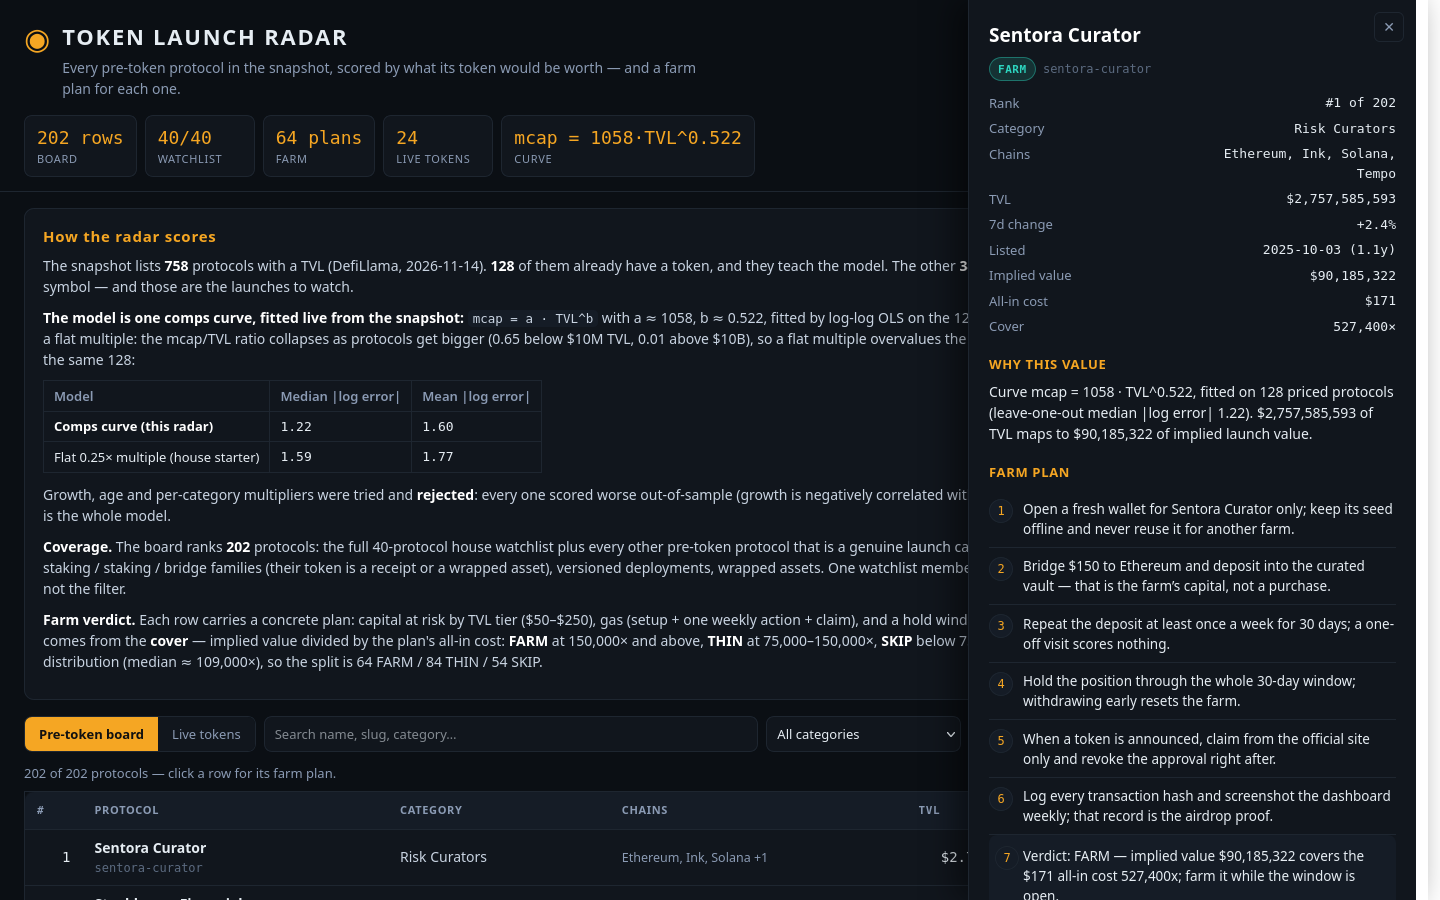 TOKEN LAUNCH RADAR
Every pre-token protocol in the snapshot, scored by what its token would be worth — and a farm
plan for each one.
202 rows
BOARD
40/40
WATCHLIST
64 plans
FARM
24
LIVE TOKENS
mcap = 1058·TVL^0.522
CURVE
How the radar scores
The snapshot lists 758 protocols with a TVL (DefiLlama, 2026-11-14). 128 of them already have a token, and they teach the model. The other 3
symbol — and those are the launches to watch.
The model is one comps curve, fitted live from the snapshot: mcap = a · TVL^b with a ≈ 1058, b ≈ 0.522, fitted by log-log OLS on the 12
a flat multiple: the mcap/TVL ratio collapses as protocols get bigger (0.65 below $10M TVL, 0.01 above $10B), so a flat multiple overvalues the
the same 128:
Model Median |log error| Mean |log error|
Comps curve (this radar) 1.22 1.60
Flat 0.25× multiple (house starter) 1.59 1.77
Growth, age and per-category multipliers were tried and rejected: every one scored worse out-of-sample (growth is negatively correlated wit
is the whole model.
Coverage. The board ranks 202 protocols: the full 40-protocol house watchlist plus every other pre-token protocol that is a genuine launch ca
staking / staking / bridge families (their token is a receipt or a wrapped asset), versioned deployments, wrapped assets. One watchlist membe
not the filter.
Farm verdict. Each row carries a concrete plan: capital at risk by TVL tier ($50–$250), gas (setup + one weekly action + claim), and a hold wind
comes from the cover — implied value divided by the plan's all-in cost: FARM at 150,000× and above, THIN at 75,000–150,000×, SKIP below 7
distribution (median ≈ 109,000×), so the split is 64 FARM / 84 THIN / 54 SKIP.
Pre-token board
Live tokens
Search name, slug, category…
All categories
202 of 202 protocols — click a row for its farm plan.
# PROTOCOL CATEGORY CHAINS TVL
1 Sentora Curator Risk Curators Ethereum, Ink, Solana +1 $2.7
sentora-curator
Sentora Curator
×
FARM sentora-curator
Rank #1 of 202
Category Risk Curators
Chains Ethereum, Ink, Solana,
Tempo
TVL $2,757,585,593
7d change +2.4%
Listed 2025-10-03 (1.1y)
Implied value $90,185,322
All-in cost $171
Cover 527,400×
WHY THIS VALUE
Curve mcap = 1058 · TVL^0.522, fitted on 128 priced protocols
(leave-one-out median |log error| 1.22). $2,757,585,593 of
TVL maps to $90,185,322 of implied launch value.
FARM PLAN
1 Open a fresh wallet for Sentora Curator only; keep its seed
offline and never reuse it for another farm.
2 Bridge $150 to Ethereum and deposit into the curated
vault — that is the farm's capital, not a purchase.
3 Repeat the deposit at least once a week for 30 days; a one-
off visit scores nothing.
4 Hold the position through the whole 30-day window;
withdrawing early resets the farm.
5 When a token is announced, claim from the official site
only and revoke the approval right after.
6 Log every transaction hash and screenshot the dashboard
weekly; that record is the airdrop proof.
7 Verdict: FARM — implied value $90,185,322 covers the
$171 all-in cost 527,400x; farm it while the window is
open.